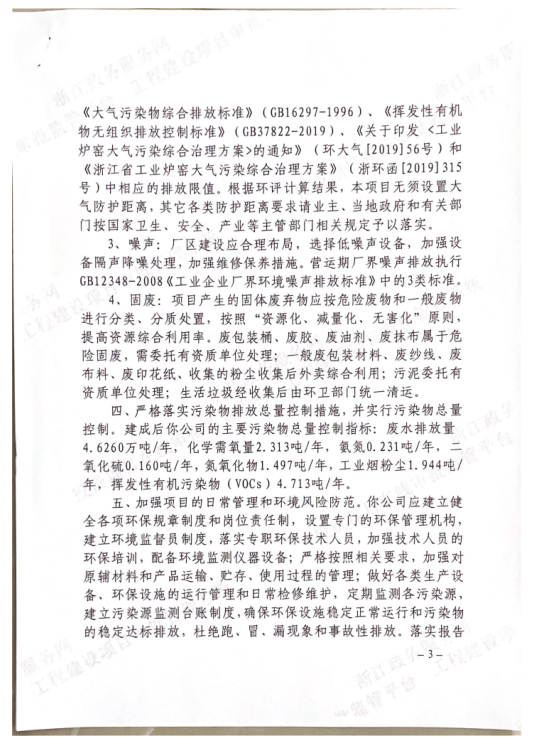 《大气污染物综合排放标准》（GB16297-1996）、《挥发性有机
物无组织排放控制标准》（GB37822-2019）、《关于印发<工业
炉窑大气污染综合治理方案>的通知》（环大气[2019]56号）和
《浙江省工业炉窑大气污染综合治理方案》（浙环函[2019]315
号）中相应的排放限值。根据环评计算结果，本项目无须设置大
气防护距离，其它各类防护距离要求请业主、当地政府和有关部
门按国家卫生、安全、产业等主管部门相关规定予以落实。
3、噪声：厂区建设应合理布局，选择低噪声设备，加强设
备隔声降噪处理，加强维修保养措施。营运期厂界噪声排放执行
GB12348-2008《工业企业厂界环境噪声排放标准》中的3类标准。
4、固废：项目产生的固体废弃物应按危险废物和一般废物
进行分类、分质处置，按照“资源化、减量化、无害化”原则，
提高资源综合利用率。废包装桶、废胶、废油剂、废抹布属于危
险固废，需委托有资质单位处理；一般废包装材料、废纱线、废
布料、废印花纸、收集的粉尘收集后外卖综合利用；污泥委托有
资质单位处理；生活垃圾经收集后由环卫部门统一清运。
四、严格落实污染物排放总量控制措施，并实行污染物总量
控制。建成后你公司的主要污染物总量控制指标：废水排放量
4.6260万吨/年，化学需氧量2.313吨/年，氨氮0.231吨/年，二
氧化硫0.160吨/年，氮氧化物1.497吨/年，工业烟粉尘1.944吨/
年，挥发性有机污染物（VOCs）4.713吨/年。
五、加强项目的日常管理和环境风险防范。你公司应建立健
全各项环保规章制度和岗位责任制，设置专门的环保管理机构，
建立环境监督员制度，落实专职环保技术人员，加强技术人员的
环保培训，配备环境监测仪器设备；严格按照相关要求，加强对
原辅材料和产品运输、贮存、使用过程的管理；做好各类生产设
备、环保设施的运行管理和日常检修维护，定期监测各污染源，
建立污染源监测台账制度，确保环保设施稳定正常运行和污染物
的稳定达标排放，杜绝跑、冒、漏现象和事故性排放。落实报告
－3－